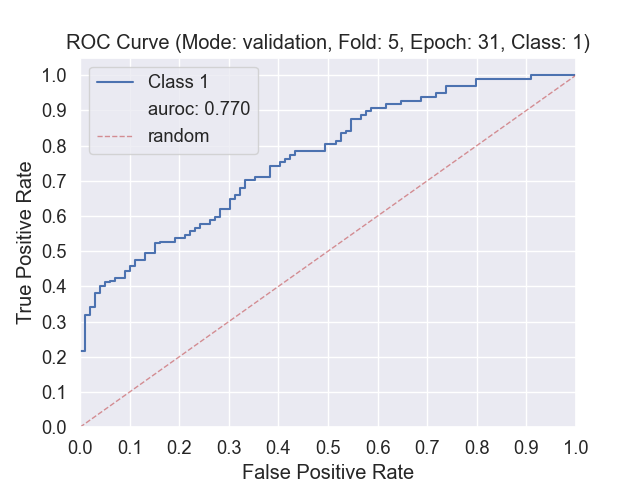 ROC Curve (Mode: validation, Fold: 5, Epoch: 31, Class: 1)
Class 1
auroc: 0.770
random
True Positive Rate
1.0
0.9
0.8
0.7
0.6
0.5
0.4
0.3
0.2
0.1
0.0
0.0 0.1 0.2 0.3 0.4 0.5 0.6 0.7 0.8 0.9 1.0
False Positive Rate